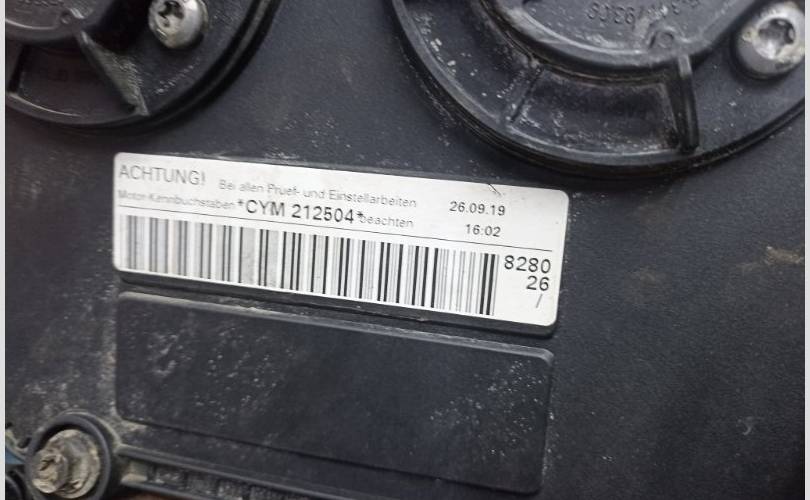 ACHTUNG! Bei allen Pruef- und Einstellarbeiten 26.09.19
Motor-Kennbuchstaben *CYM 212504* beachten 16:02
8280
26
/